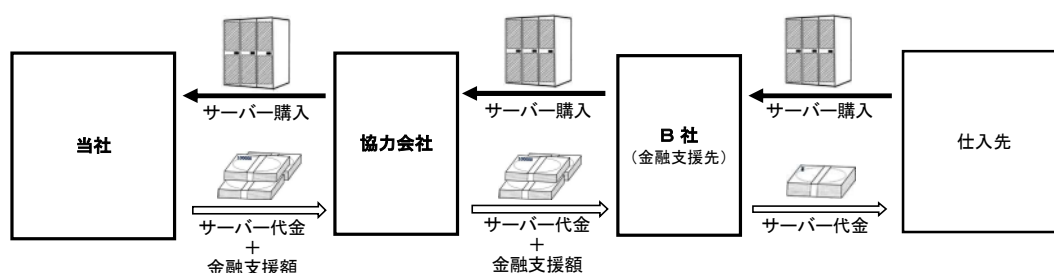 サーバー購入
サーバー購入
サーバー購入
当社
協力会社
B 社
(金融支援先)
仕入先
サーバー代金
+
金融支援額
サーバー代金
+
金融支援額
サーバー代金